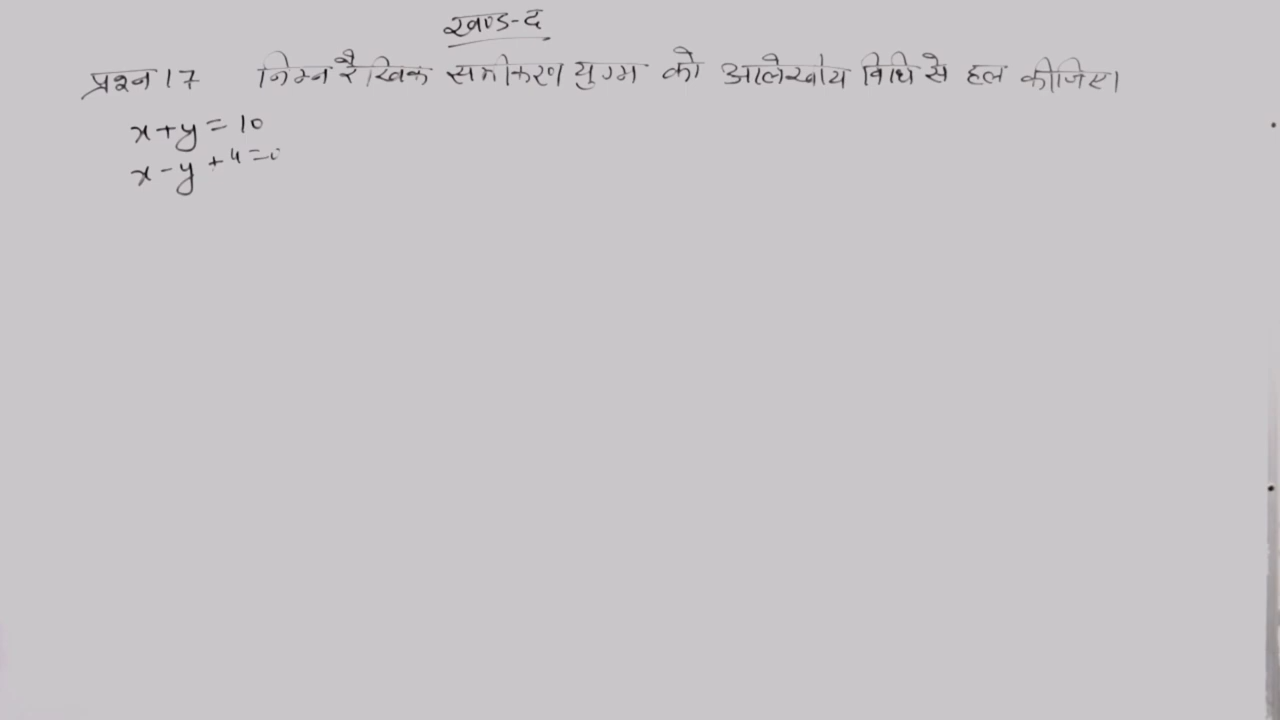 खण्ड-द
प्रश्न 17 निम्न रैखिक समीकरण युग्म को आलेखीय विधि से हल कीजिए।
x+y=10
x-y+4=0